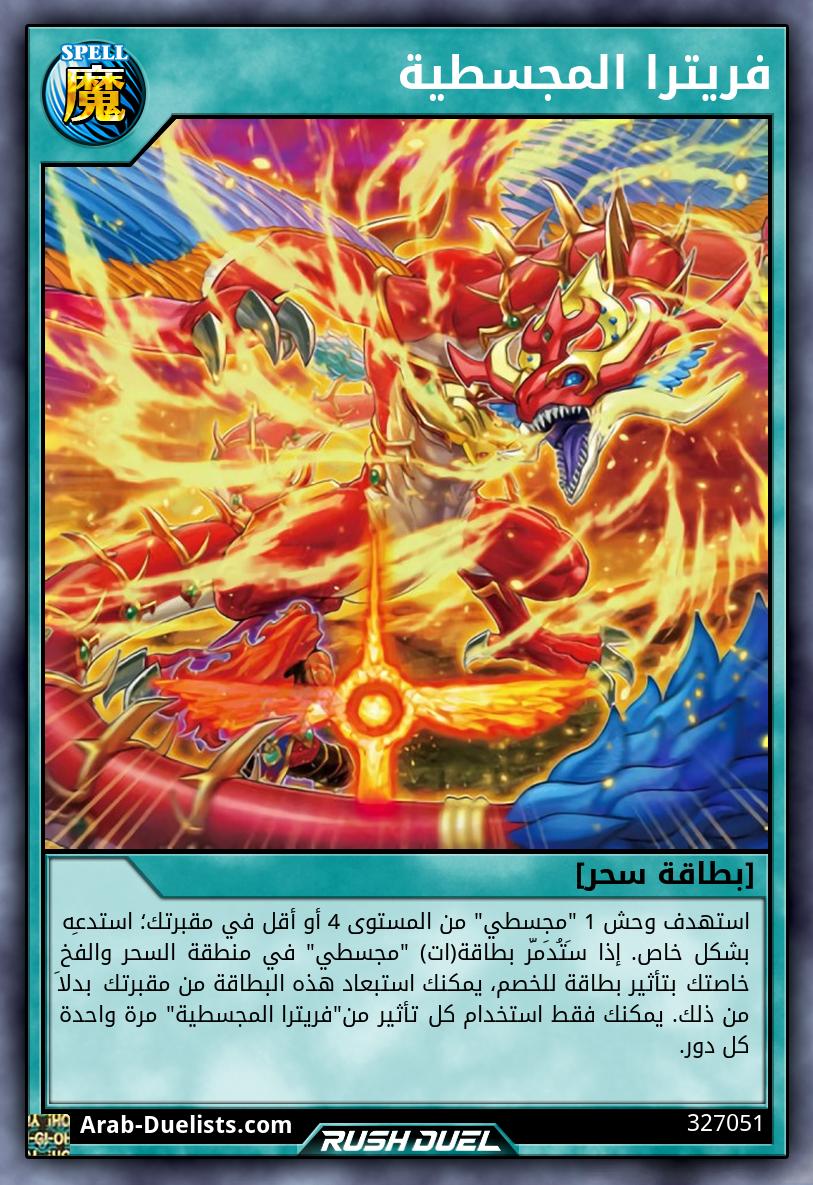 SPELL
魔
فريترا المجسطية
[بطاقة سحر]
استهدف وحش 1 "مجسطي" من المستوى 4 أو أقل في مقبرتك؛ استدعِه
بشكل خاص. إذا ستَُدَمرّ بطاقة(ات) "مجسطي" في منطقة السحر والفخ
خاصتك بتأثير بطاقة للخصم، يمكنك استبعاد هذه البطاقة من مقبرتك بدلاَ
من ذلك. يمكنك فقط استخدام كل تأثير من"فريترا المجسطية" مرة واحدة
كل دور.
Arab-Duelists.com
RUSH DUEL
327051